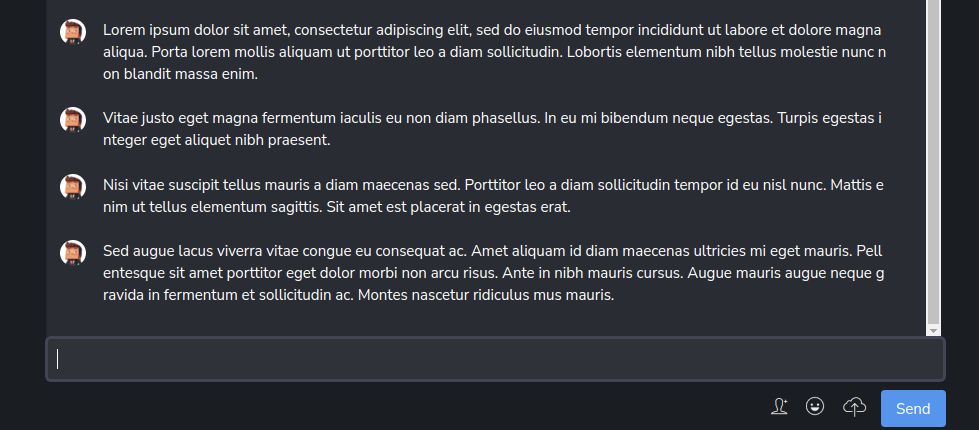 Lorem ipsum dolor sit amet, consectetur adipiscing elit, sed do eiusmod tempor incididunt ut labore et dolore magna
aliqua. Porta lorem mollis aliquam ut porttitor leo a diam sollicitudin. Lobortis elementum nibh tellus molestie nunc n
on blandit massa enim.
Vitae justo eget magna fermentum iaculis eu non diam phasellus. In eu mi bibendum neque egestas. Turpis egestas i
nteger eget aliquet nibh praesent.
Nisi vitae suscipit tellus mauris a diam maecenas sed. Porttitor leo a diam sollicitudin tempor id eu nisl nunc. Mattis e
nim ut tellus elementum sagittis. Sit amet est placerat in egestas erat.
Sed augue lacus viverra vitae congue eu consequat ac. Amet aliquam id diam maecenas ultricies mi eget mauris. Pell
entesque sit amet porttitor eget dolor morbi non arcu risus. Ante in nibh mauris cursus. Augue mauris augue neque g
ravida in fermentum et sollicitudin ac. Montes nascetur ridiculus mus mauris.
Send